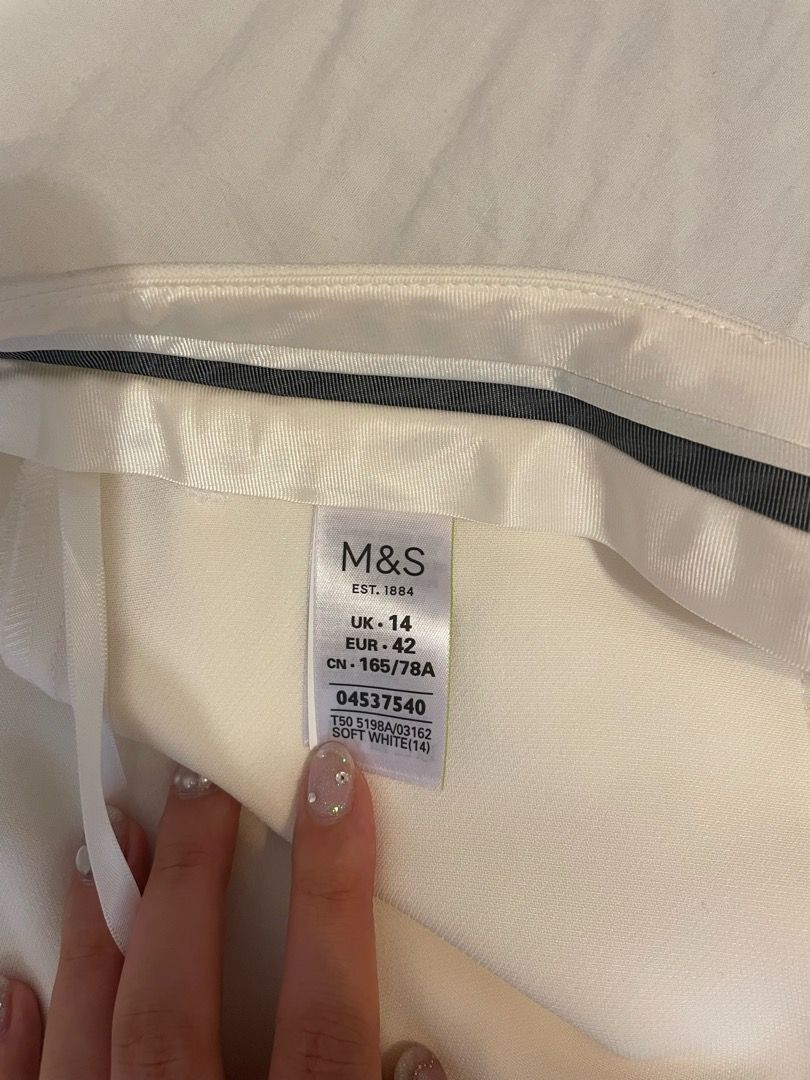 M&S
EST. 1884
UK · 14
EUR · 42
CN · 165/78A
04537540
T50 5198A/03162
SOFT WHITE(14)